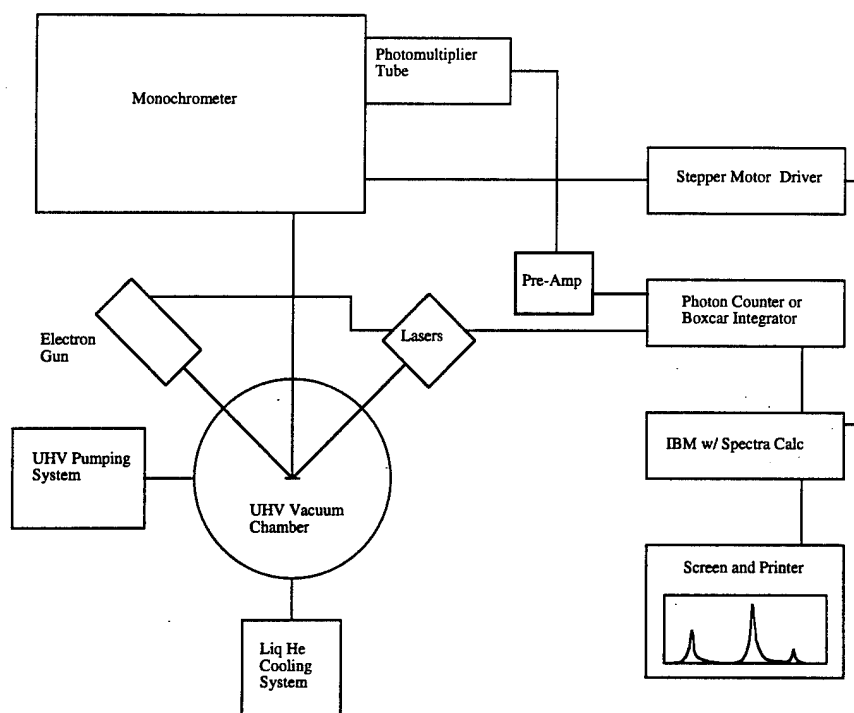 Photomultiplier
Tube
Monochrometer
Stepper Motor Driver
Pre-Amp
Photon Counter or
Boxcar Integrator
Electron
Gun
Lasers
UHV Pumping
System
IBM w/ Spectra Calc
UHV Vacuum
Chamber
Screen and Printer
Liq He
Cooling
System